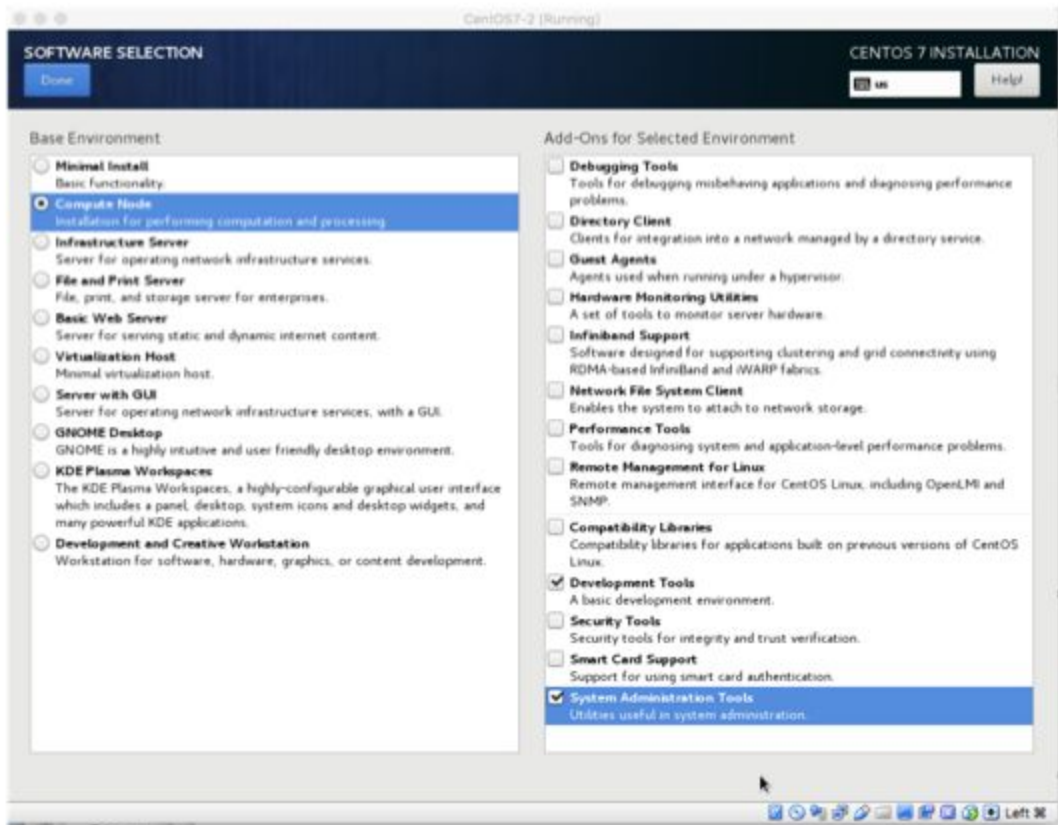 CentOS7-2 [Running]
SOFTWARE SELECTION
CENTOS 7 INSTALLATION
Done
us
Help!
Base Environment
Minimal Install
Basic functionality.
Compute Node
Installation for performing computation and processing.
Infrastructure Server
Server for operating network infrastructure services.
File and Print Server
File, print, and storage server for enterprises.
Basic Web Server
Server for serving static and dynamic internet content.
Virtualization Host
Minimal virtualization host.
Server with GUI
Server for operating network infrastructure services, with a GUI.
GNOME Desktop
GNOME is a highly intuitive and user friendly desktop environment.
KDE Plasma Workspaces
The KDE Plasma Workspaces, a highly-configurable graphical user interface
which includes a panel, desktop, system icons and desktop widgets, and
many powerful KDE applications.
Development and Creative Workstation
Workstation for software, hardware, graphics, or content development.
Add-Ons for Selected Environment
Debugging Tools
Tools for debugging misbehaving applications and diagnosing performance
problems.
Directory Client
Clients for integration into a network managed by a directory service.
Guest Agents
Agents used when running under a hypervisor.
Hardware Monitoring Utilities
A set of tools to monitor server hardware.
Infiniband Support
Software designed for supporting clustering and grid connectivity using
RDMA-based InfiniBand and iWARP fabrics.
Network File System Client
Enables the system to attach to network storage.
Performance Tools
Tools for diagnosing system and application-level performance problems.
Remote Management for Linux
Remote management interface for CentOS Linux, including OpenLMI and
SNMP.
Compatibility Libraries
Compatibility libraries for applications built on previous versions of CentOS
Linux.
Development Tools
A basic development environment.
Security Tools
Security tools for integrity and trust verification.
Smart Card Support
Support for using smart card authentication.
System Administration Tools
Utilities useful in system administration.
Left ⌘